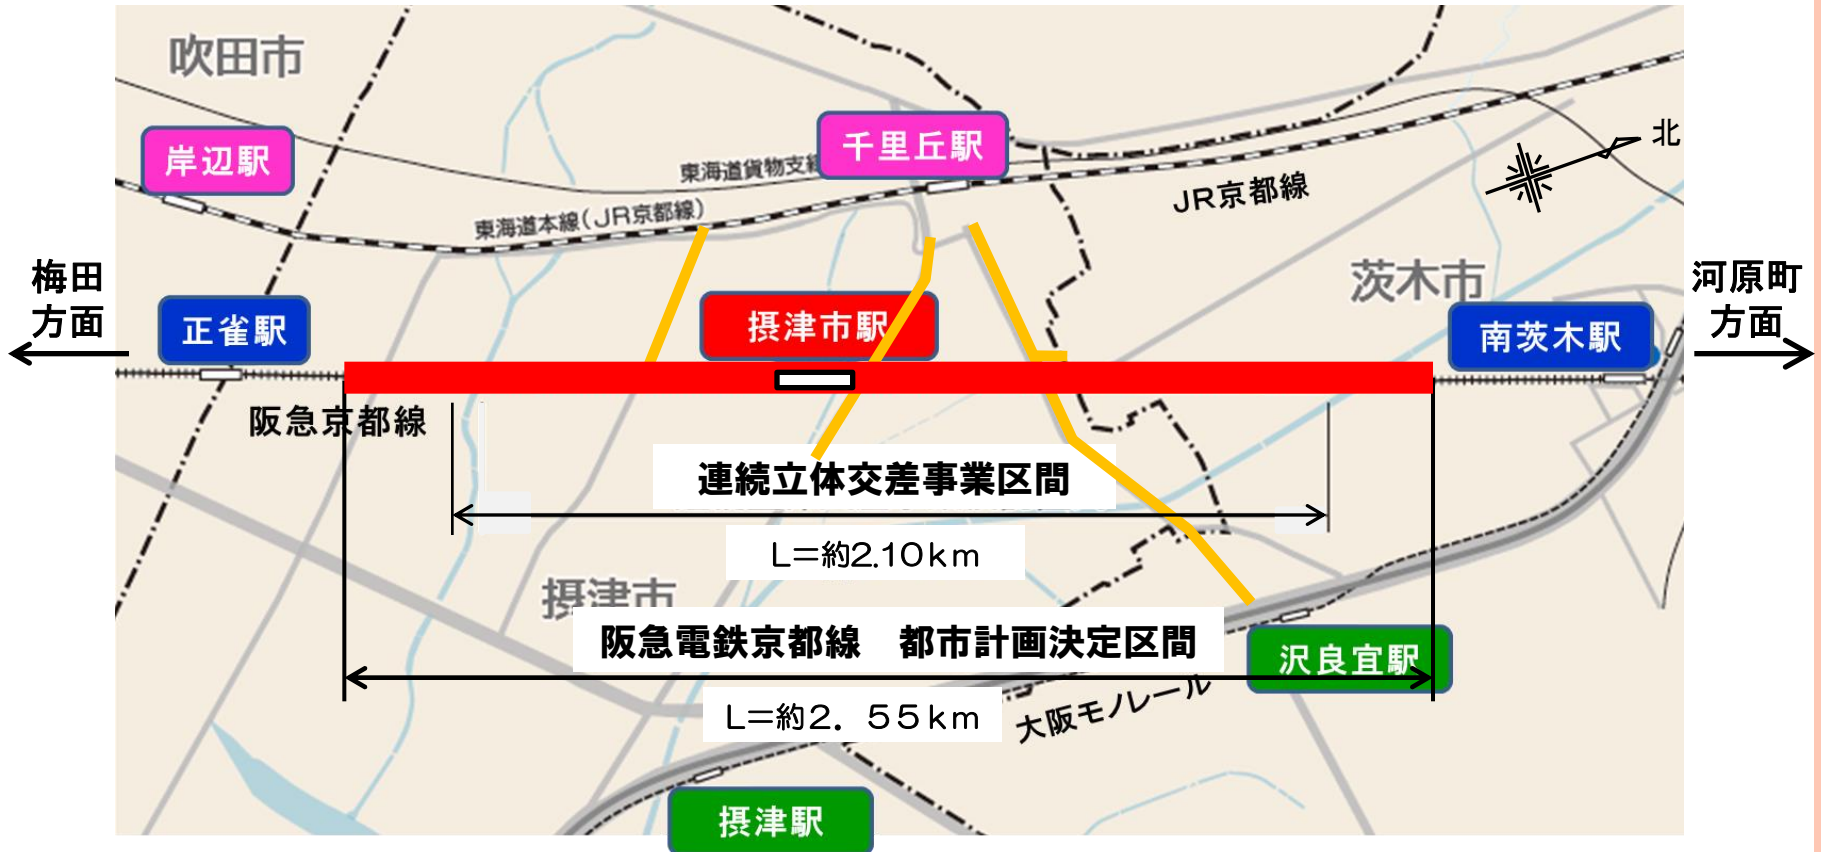 吹田市
岸辺駅
千里丘駅
東海道貨物支線
東海道本線(JR京都線)
JR京都線
北
茨木市
梅田
方面
河原町
方面
正雀駅
摂津市駅
南茨木駅
阪急京都線
連続立体交差事業区間
L=約2.10km
摂津市
阪急電鉄京都線 都市計画決定区間
L=約2.55km
沢良宜駅
大阪モノレール
摂津駅